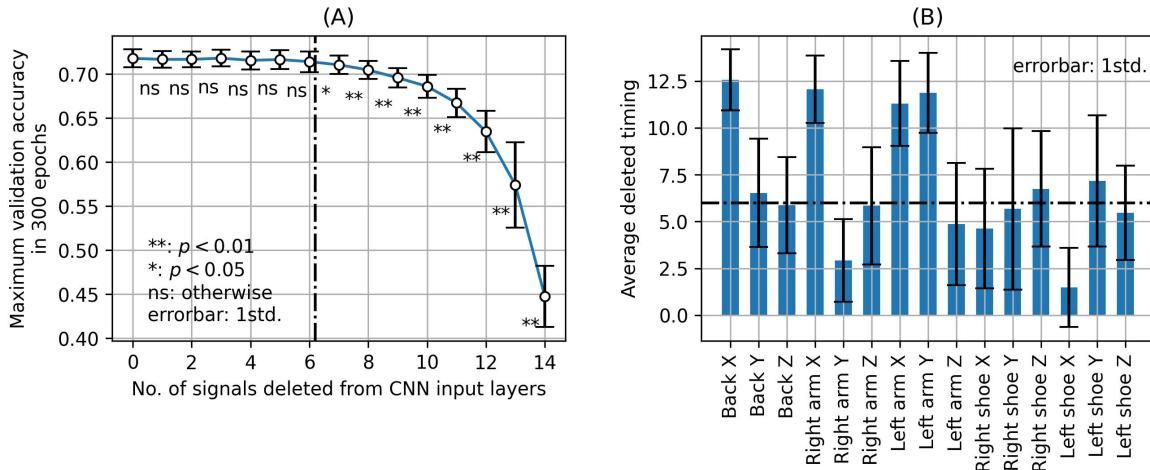 (A)
Maximum validation accuracy
in 300 epochs
0.70
0.65
0.60
0.55
0.50
0.45
0.40
ns ns ns ns ns ns * ** ** ** ** ** ** **
**: p < 0.01
*: p < 0.05
ns: otherwise
errorbar: 1std.
0 2 4 6 8 10 12 14
No. of signals deleted from CNN input layers
(B)
errorbar: 1std.
Average deleted timing
12.5
10.0
7.5
5.0
2.5
0.0
Back X
Back Y
Back Z
Right arm X
Right arm Y
Right arm Z
Left arm X
Left arm Y
Left arm Z
Right shoe X
Right shoe Y
Right shoe Z
Left shoe X
Left shoe Y
Left shoe Z